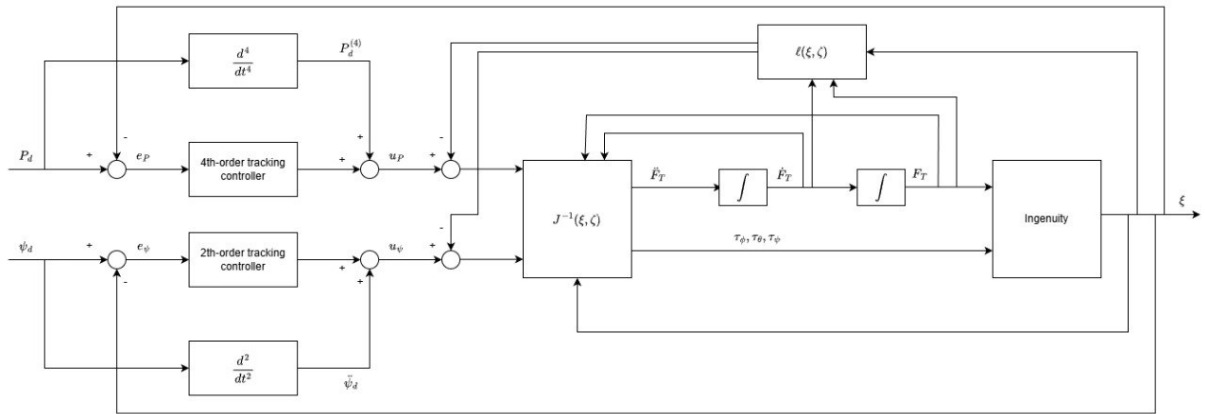 d⁴/dt⁴
P_d^{(4)}
ℓ(ξ, ζ)
-
+
-
P_d
+
e_P
4th-order tracking
controller
+
u_P
+
F̈_T
∫
Ḟ_T
∫
F_T
J⁻¹(ξ, ζ)
Ingenuity
ξ
ψ_d
+
e_ψ
2th-order tracking
controller
u_ψ
+
-
τ_ϕ, τ_θ, τ_ψ
-
+
+
d²/dt²
ψ̈_d